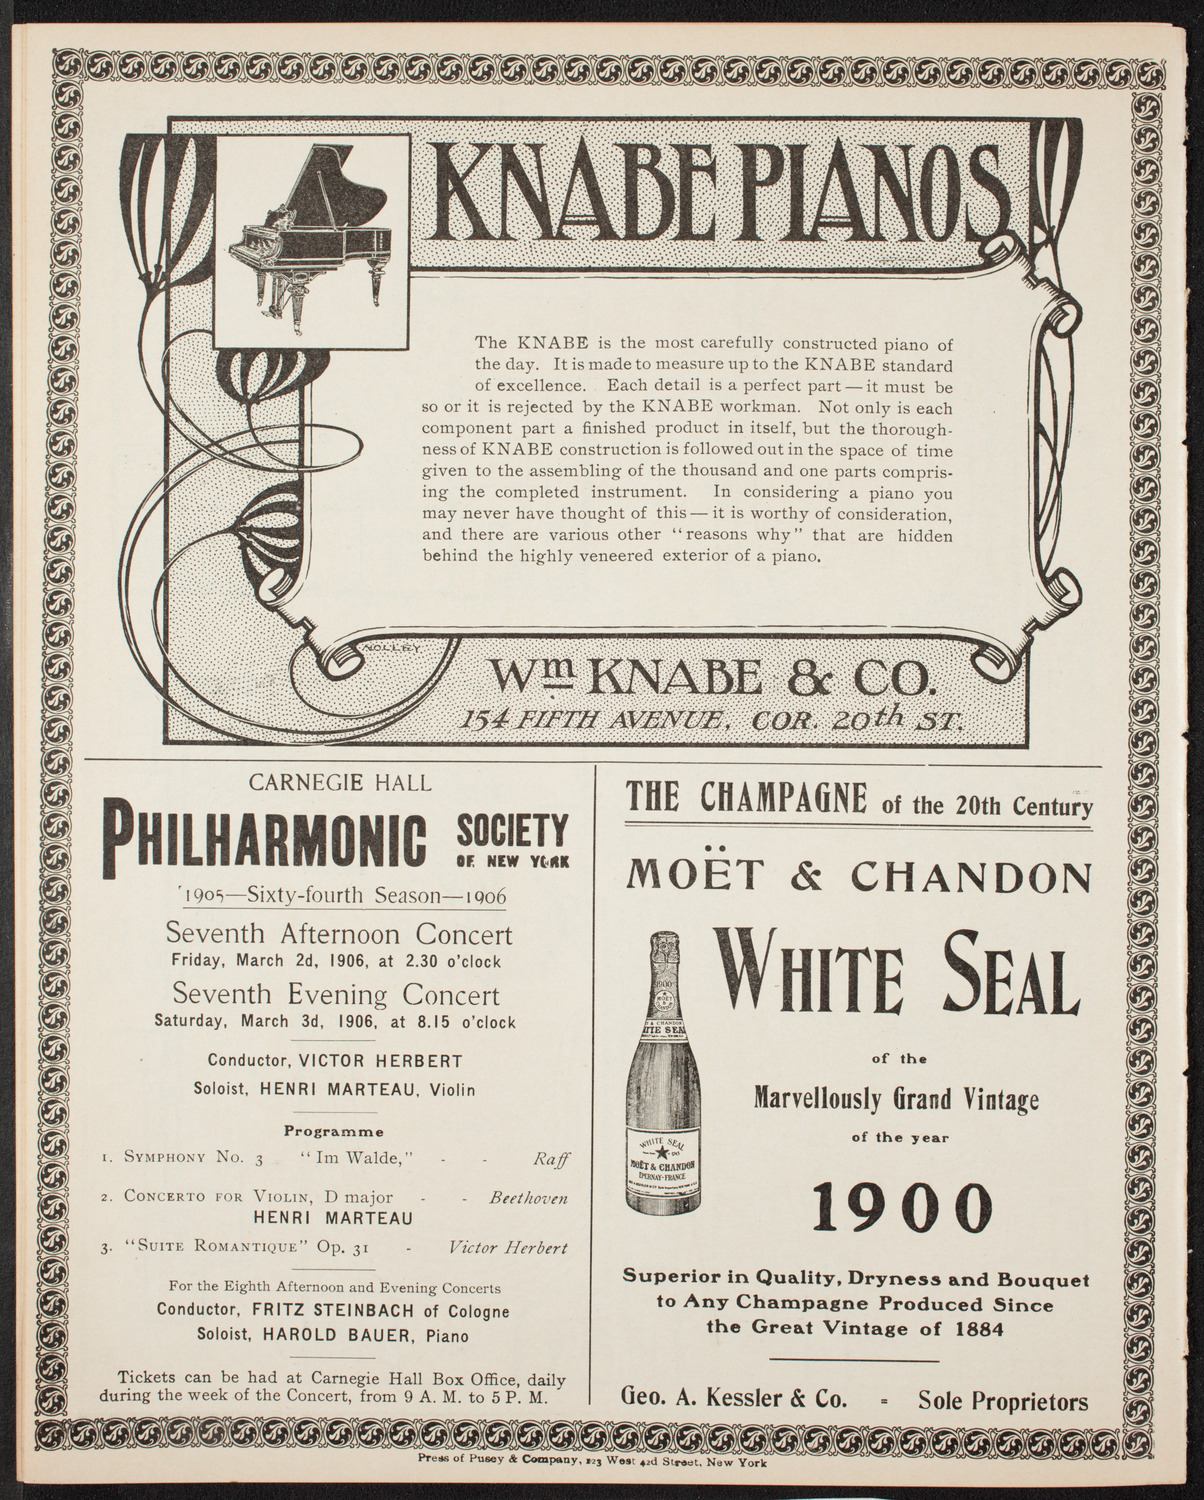 KNABE PIANOS
The KNABE is the most carefully constructed piano of
the day. It is made to measure up to the KNABE standard
of excellence. Each detail is a perfect part — it must be
so or it is rejected by the KNABE workman. Not only is each
component part a finished product in itself, but the thorough-
ness of KNABE construction is followed out in the space of time
given to the assembling of the thousand and one parts compris-
ing the completed instrument. In considering a piano you
may never have thought of this — it is worthy of consideration,
and there are various other "reasons why" that are hidden
behind the highly veneered exterior of a piano.
NOLLEY
Wm KNABE & CO.
154 FIFTH AVENUE, COR. 20th ST.
CARNEGIE HALL
PHILHARMONIC SOCIETY
OF NEW YORK
1905—Sixty-fourth Season—1906
Seventh Afternoon Concert
Friday, March 2d, 1906, at 2.30 o'clock
Seventh Evening Concert
Saturday, March 3d, 1906, at 8.15 o'clock
Conductor, VICTOR HERBERT
Soloist, HENRI MARTEAU, Violin
Programme
1. SYMPHONY No. 3 "Im Walde," - - Raff
2. CONCERTO FOR VIOLIN, D major - - Beethoven
HENRI MARTEAU
3. "SUITE ROMANTIQUE" Op. 31 - Victor Herbert
For the Eighth Afternoon and Evening Concerts
Conductor, FRITZ STEINBACH of Cologne
Soloist, HAROLD BAUER, Piano
Tickets can be had at Carnegie Hall Box Office, daily
during the week of the Concert, from 9 A. M. to 5 P. M.
THE CHAMPAGNE of the 20th Century
MOËT & CHANDON
WHITE SEAL
1900
WHITE SEAL
MOËT & CHANDON
EPERNAY-FRANCE
of the
Marvellously Grand Vintage
of the year
1900
Superior in Quality, Dryness and Bouquet
to Any Champagne Produced Since
the Great Vintage of 1884
Geo. A. Kessler & Co. - Sole Proprietors
Press of Pusey & Company, 123 West 42d Street, New York